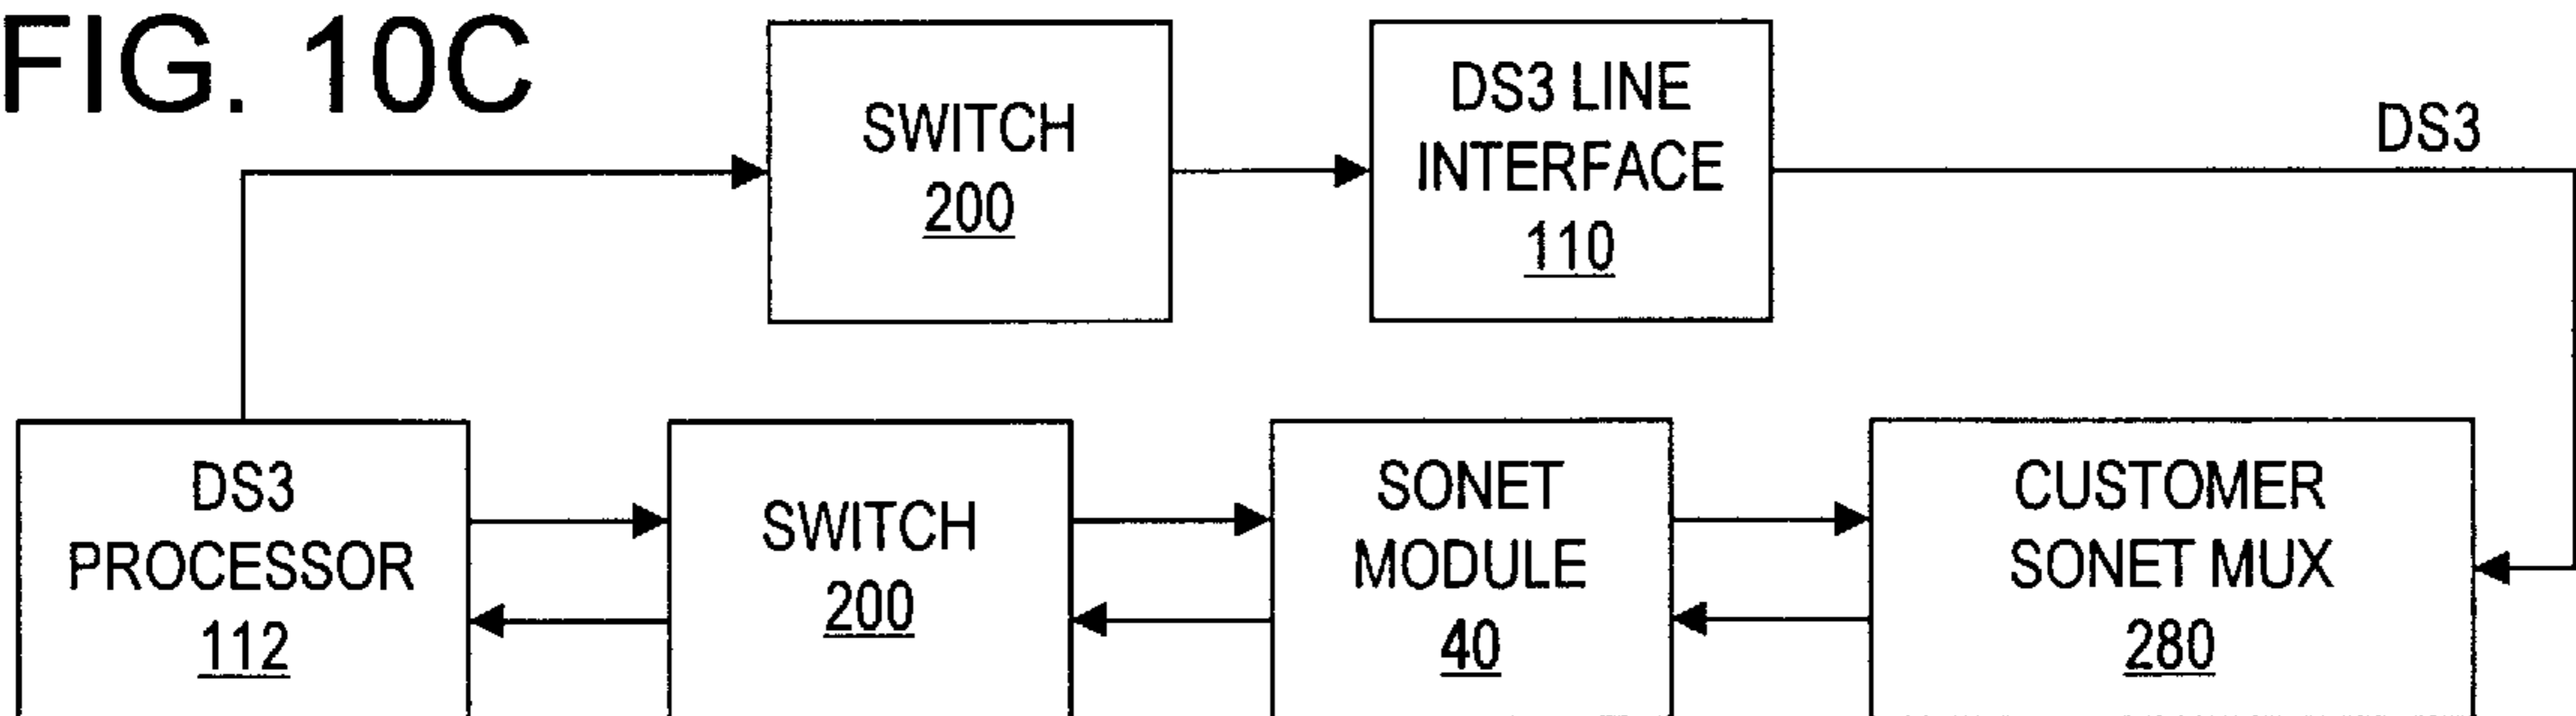 FIG. 10C
SWITCH
200
DS3 LINE
INTERFACE
110
DS3
DS3
PROCESSOR
112
SWITCH
200
SONET
MODULE
40
CUSTOMER
SONET MUX
280